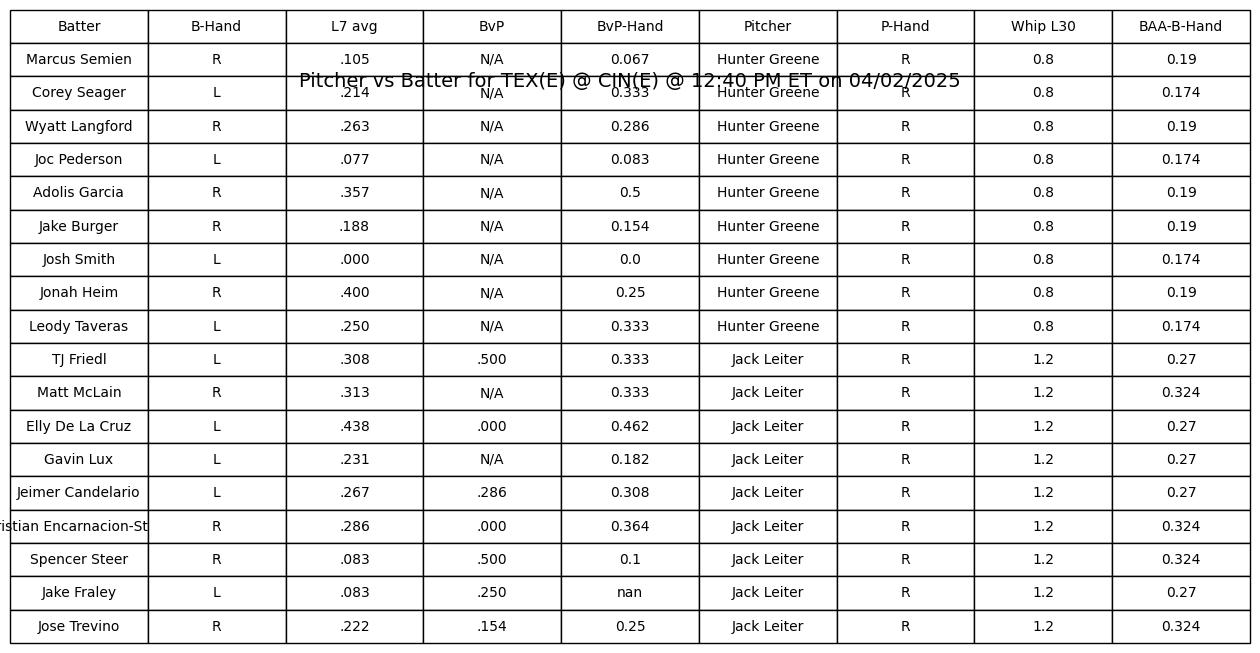 Batter B-Hand L7 avg BvP BvP-Hand Pitcher P-Hand Whip L30 BAA-B-Hand
Marcus Semien R .105 N/A 0.067 Hunter Greene R 0.8 0.19
Pitcher vs Batter for TEX(E) @ CIN(E) @ 12:40 PM ET on 04/02/2025
Corey Seager L .214 N/A 0.333 Hunter Greene R 0.8 0.174
Wyatt Langford R .263 N/A 0.286 Hunter Greene R 0.8 0.19
Joc Pederson L .077 N/A 0.083 Hunter Greene R 0.8 0.174
Adolis Garcia R .357 N/A 0.5 Hunter Greene R 0.8 0.19
Jake Burger R .188 N/A 0.154 Hunter Greene R 0.8 0.19
Josh Smith L .000 N/A 0.0 Hunter Greene R 0.8 0.174
Jonah Heim R .400 N/A 0.25 Hunter Greene R 0.8 0.19
Leody Taveras L .250 N/A 0.333 Hunter Greene R 0.8 0.174
TJ Friedl L .308 .500 0.333 Jack Leiter R 1.2 0.27
Matt McLain R .313 N/A 0.333 Jack Leiter R 1.2 0.324
Elly De La Cruz L .438 .000 0.462 Jack Leiter R 1.2 0.27
Gavin Lux L .231 N/A 0.182 Jack Leiter R 1.2 0.27
Jeimer Candelario L .267 .286 0.308 Jack Leiter R 1.2 0.27
istian Encarnacion-St R .286 .000 0.364 Jack Leiter R 1.2 0.324
Spencer Steer R .083 .500 0.1 Jack Leiter R 1.2 0.324
Jake Fraley L .083 .250 nan Jack Leiter R 1.2 0.27
Jose Trevino R .222 .154 0.25 Jack Leiter R 1.2 0.324